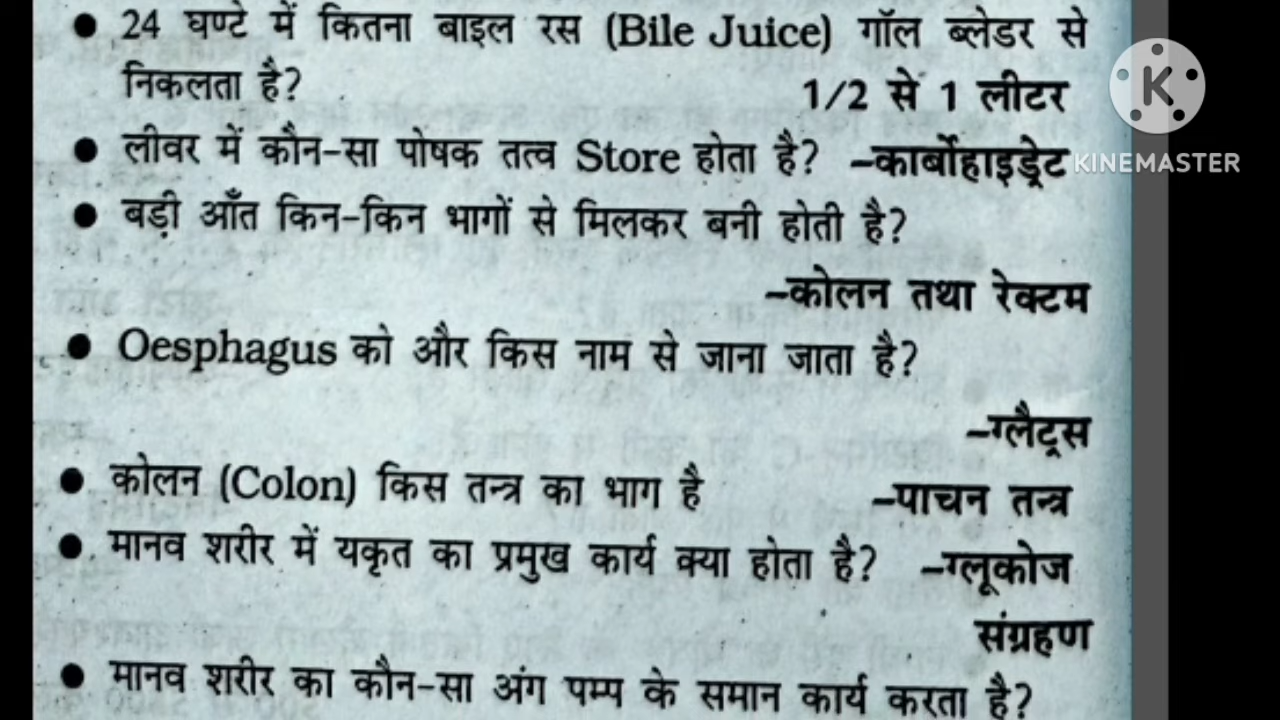 ● 24 घण्टे में कितना बाइल रस (Bile Juice) गॉल ब्लेडर से
निकलता है? 1/2 से 1 लीटर
● लीवर में कौन-सा पोषक तत्व Store होता है? -कार्बोहाइड्रेट
● बड़ी आँत किन-किन भागों से मिलकर बनी होती है?
-कोलन तथा रेक्टम
● Oesphagus को और किस नाम से जाना जाता है?
-ग्लैट्रस
● कोलन (Colon) किस तन्त्र का भाग है -पाचन तन्त्र
● मानव शरीर में यकृत का प्रमुख कार्य क्या होता है? -ग्लूकोज
संग्रहण
● मानव शरीर का कौन-सा अंग पम्प के समान कार्य करता है?
K
KINEMASTER